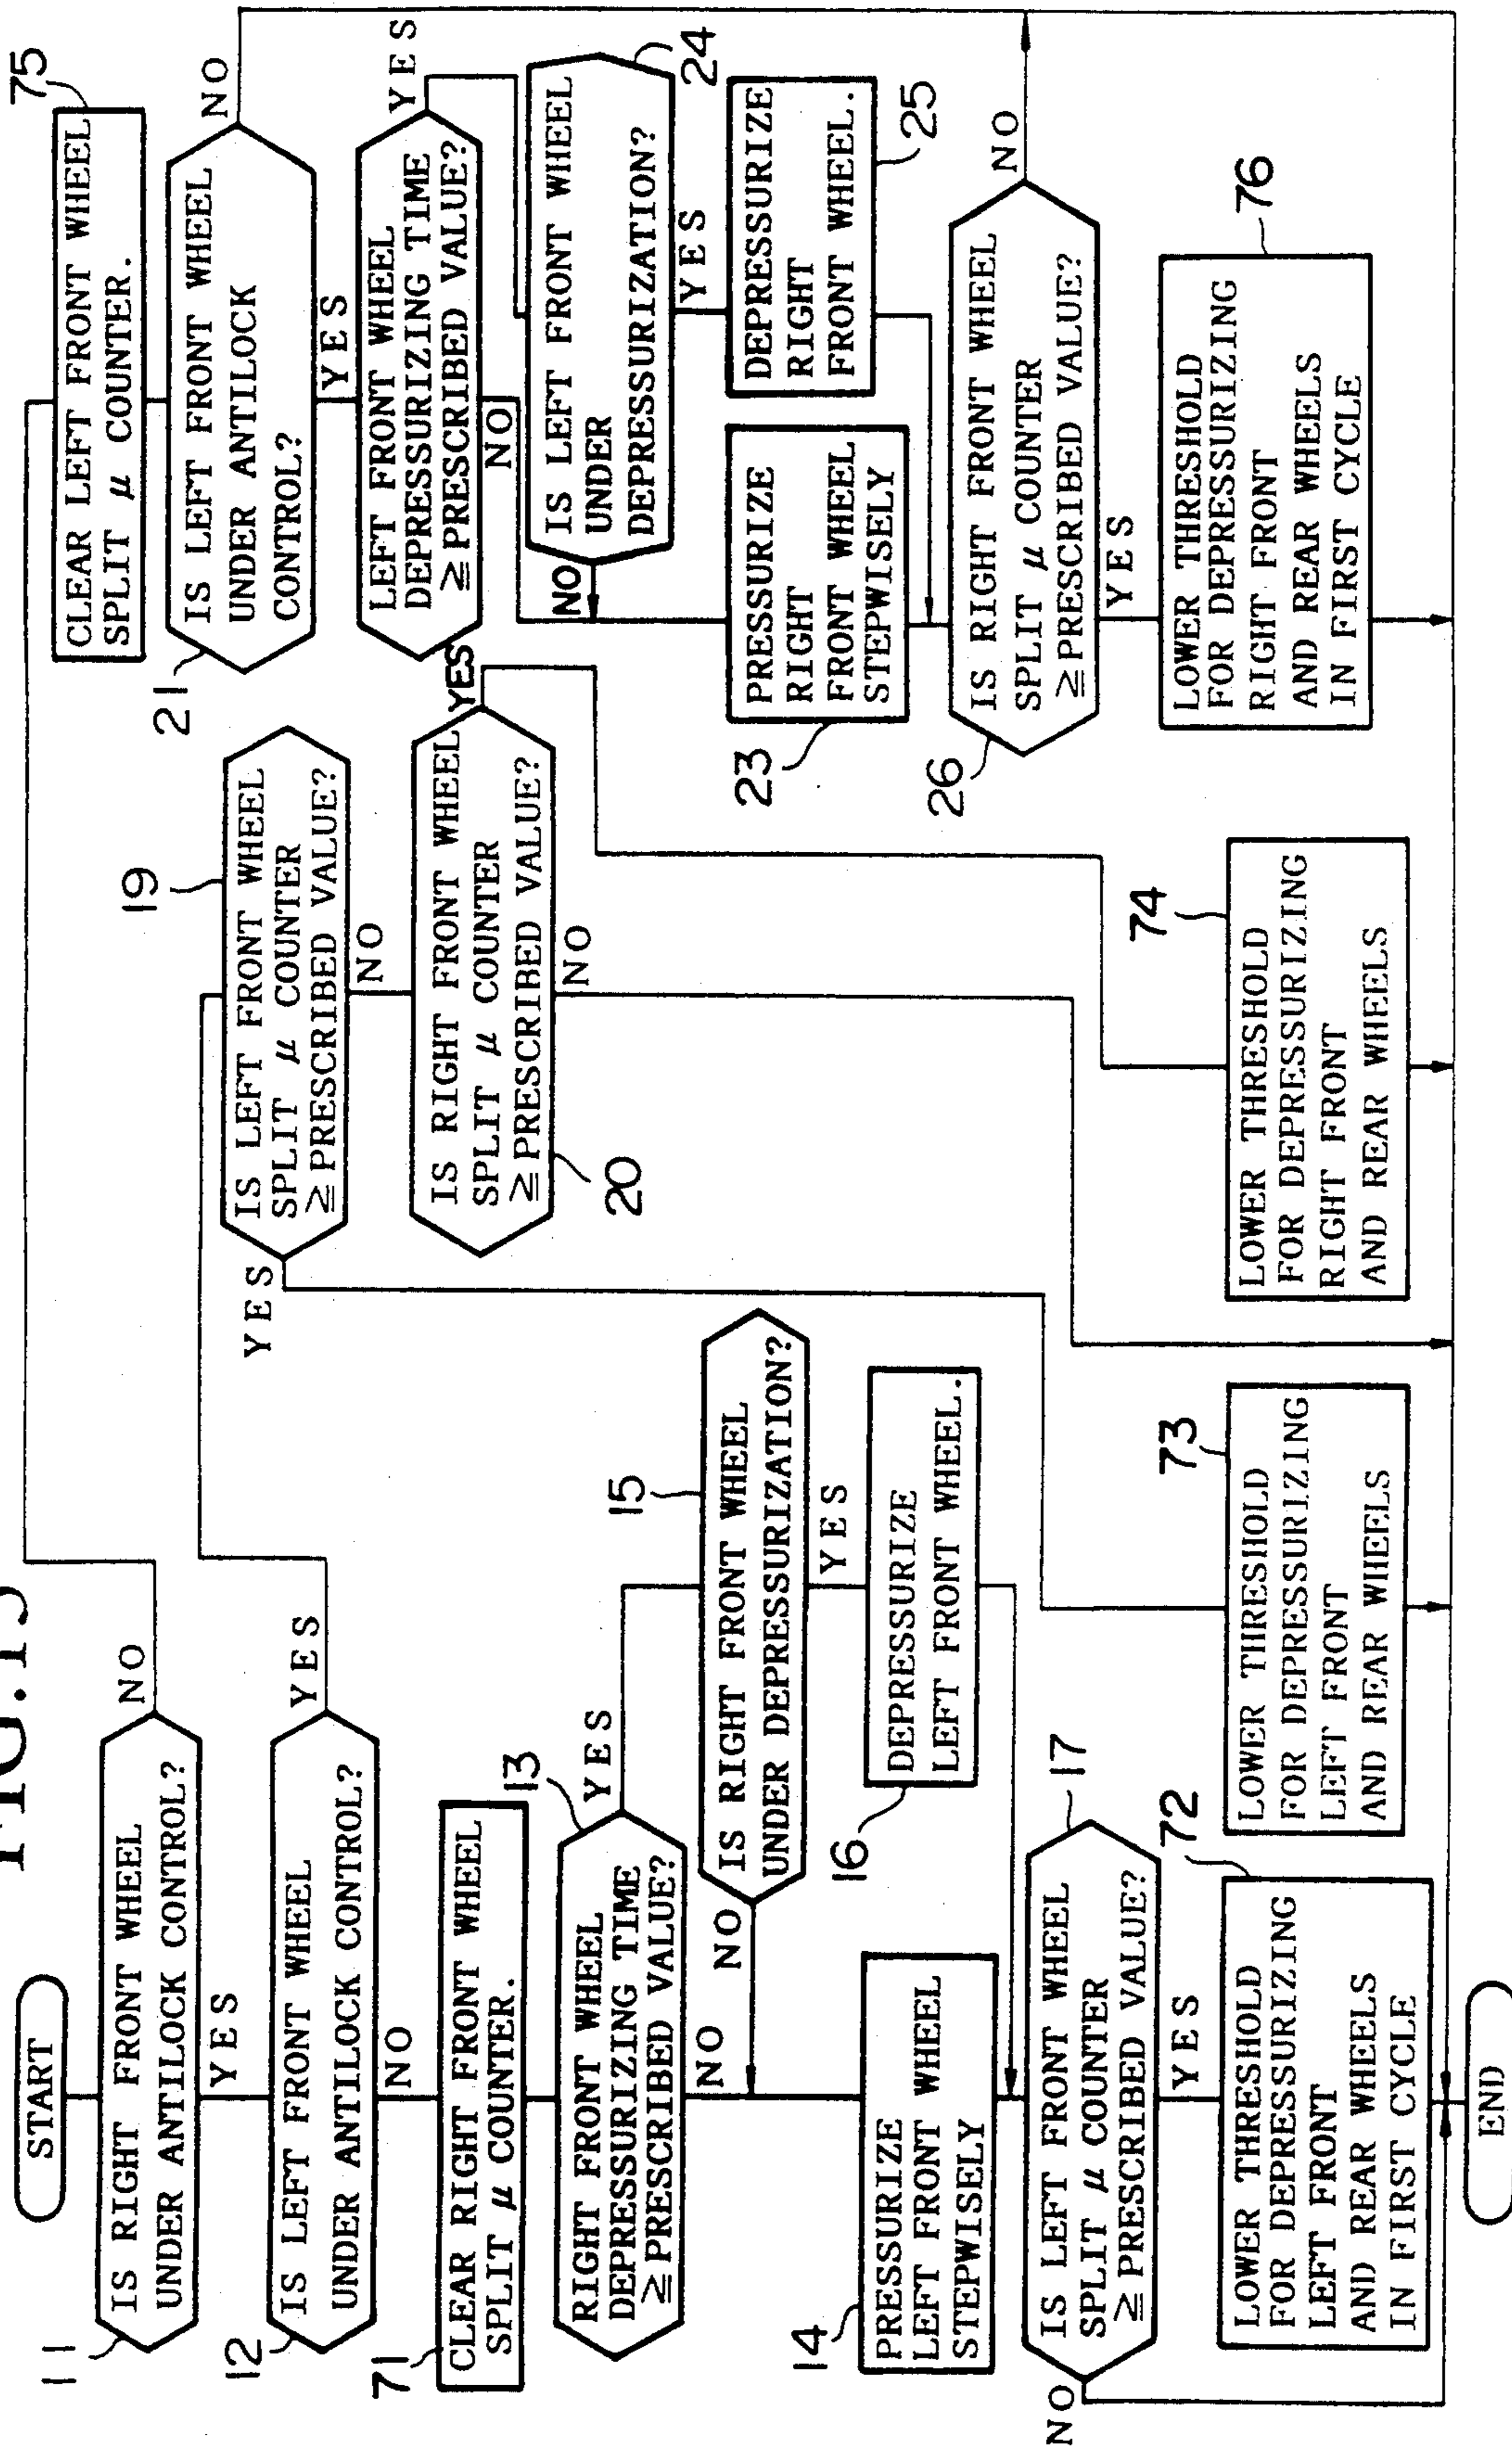 FIG. 15
START
11
IS RIGHT FRONT WHEEL
UNDER ANTILOCK CONTROL?
NO
YES
12
IS LEFT FRONT WHEEL
UNDER ANTILOCK CONTROL?
YES
NO
71
CLEAR RIGHT FRONT WHEEL
SPLIT μ COUNTER.
13
RIGHT FRONT WHEEL
DEPRESSURIZING TIME
≧ PRESCRIBED VALUE?
YES
NO
15
IS RIGHT FRONT WHEEL
UNDER DEPRESSURIZATION?
NO
YES
16
DEPRESSURIZE
LEFT FRONT WHEEL.
14
PRESSURIZE
LEFT FRONT WHEEL
STEPWISELY
17
IS LEFT FRONT WHEEL
SPLIT μ COUNTER
≧ PRESCRIBED VALUE?
NO
YES
72
LOWER THRESHOLD
FOR DEPRESSURIZING
LEFT FRONT
AND REAR WHEELS
IN FIRST CYCLE
END
19
IS LEFT FRONT WHEEL
SPLIT μ COUNTER
≧ PRESCRIBED VALUE?
YES
NO
20
IS RIGHT FRONT WHEEL
SPLIT μ COUNTER
≧ PRESCRIBED VALUE?
YES
NO
73
LOWER THRESHOLD
FOR DEPRESSURIZING
LEFT FRONT
AND REAR WHEELS
74
LOWER THRESHOLD
FOR DEPRESSURIZING
RIGHT FRONT
AND REAR WHEELS
75
CLEAR LEFT FRONT WHEEL
SPLIT μ COUNTER.
21
IS LEFT FRONT WHEEL
UNDER ANTILOCK
CONTROL?
NO
YES
LEFT FRONT WHEEL
DEPRESSURIZING TIME
≧ PRESCRIBED VALUE?
YES
NO
24
IS LEFT FRONT WHEEL
UNDER
DEPRESSURIZATION?
NO
YES
25
DEPRESSURIZE
RIGHT
FRONT WHEEL.
23
PRESSURIZE
RIGHT
FRONT WHEEL
STEPWISELY
26
IS RIGHT FRONT WHEEL
SPLIT μ COUNTER
≧ PRESCRIBED VALUE?
NO
YES
76
LOWER THRESHOLD
FOR DEPRESSURIZING
RIGHT FRONT
AND REAR WHEELS
IN FIRST CYCLE